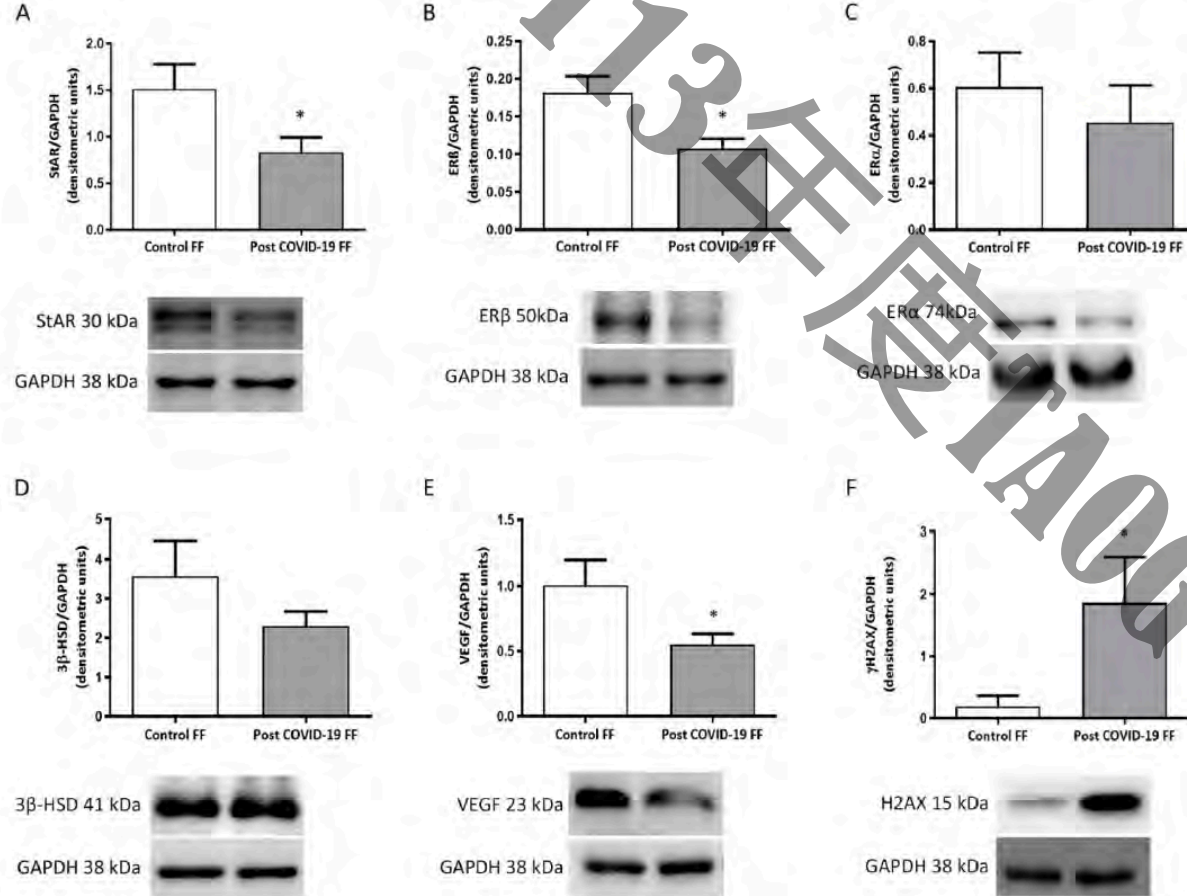 A
StAR/GAPDH
(densitometric units)
2.0
1.5
1.0
0.5
0.0
*
Control FF
Post COVID-19 FF
StAR 30 kDa
GAPDH 38 kDa
B
ERβ/GAPDH
(densitometric units)
0.25
0.20
0.15
0.10
0.05
0.00
*
Control FF
Post COVID-19 FF
ERβ 50kDa
GAPDH 38 kDa
C
ERα/GAPDH
(densitometric units)
0.8
0.6
0.4
0.2
0.0
Control FF
Post COVID-19 FF
ERα 74kDa
GAPDH 38 kDa
D
3β-HSD/GAPDH
(densitometric units)
5
4
3
2
1
0
Control FF
Post COVID-19 FF
3β-HSD 41 kDa
GAPDH 38 kDa
E
VEGF/GAPDH
(densitometric units)
1.5
1.0
0.5
0.0
*
Control FF
Post COVID-19 FF
VEGF 23 kDa
GAPDH 38 kDa
F
γH2AX/GAPDH
(densitometric units)
3
2
1
0
*
Control FF
Post COVID-19 FF
H2AX 15 kDa
GAPDH 38 kDa
113年度TA